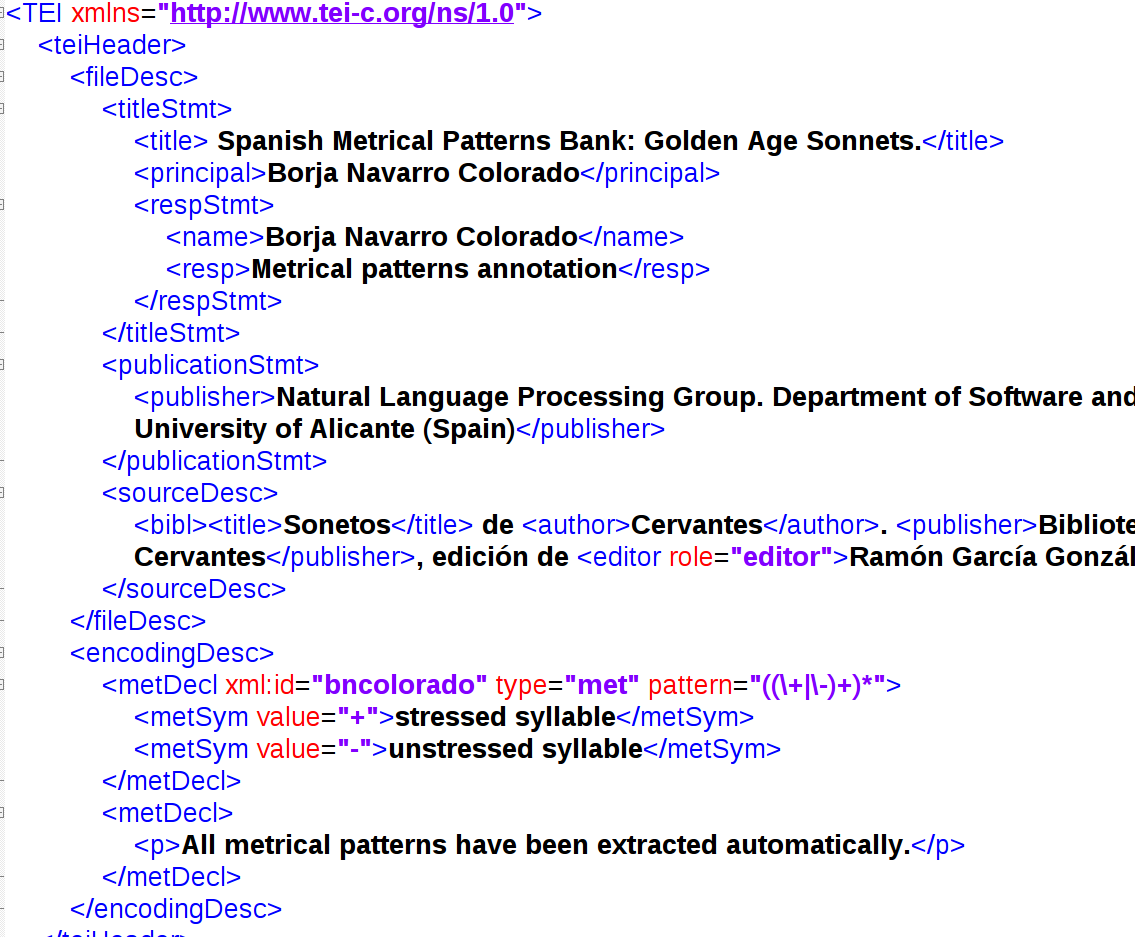 <TEI xmlns="http://www.tei-c.org/ns/1.0">
<teiHeader>
<fileDesc>
<titleStmt>
<title> Spanish Metrical Patterns Bank: Golden Age Sonnets.</title>
<principal>Borja Navarro Colorado</principal>
<respStmt>
<name>Borja Navarro Colorado</name>
<resp>Metrical patterns annotation</resp>
</respStmt>
</titleStmt>
<publicationStmt>
<publisher>Natural Language Processing Group. Department of Software and
University of Alicante (Spain)</publisher>
</publicationStmt>
<sourceDesc>
<bibl><title>Sonetos</title> de <author>Cervantes</author>. <publisher>Bibliote
Cervantes</publisher>, edición de <editor role="editor">Ramón García Gonzál
</sourceDesc>
</fileDesc>
<encodingDesc>
<metDecl xml:id="bncolorado" type="met" pattern="((\+|\-)+)*">
<metSym value="+">stressed syllable</metSym>
<metSym value="-">unstressed syllable</metSym>
</metDecl>
<metDecl>
<p>All metrical patterns have been extracted automatically.</p>
</metDecl>
</encodingDesc>
</teiHeader>